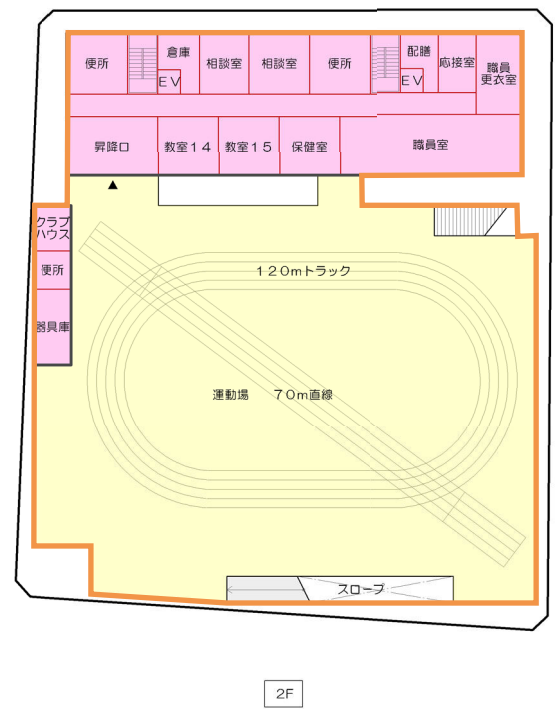 便所
倉庫
ＥＶ
相談室
相談室
便所
配膳
ＥＶ
応接室
職員
更衣室
昇降口
教室１４
教室１５
保健室
職員室
クラブ
ハウス
便所
器具庫
１２０ｍトラック
運動場　７０ｍ直線
スロープ
２Ｆ